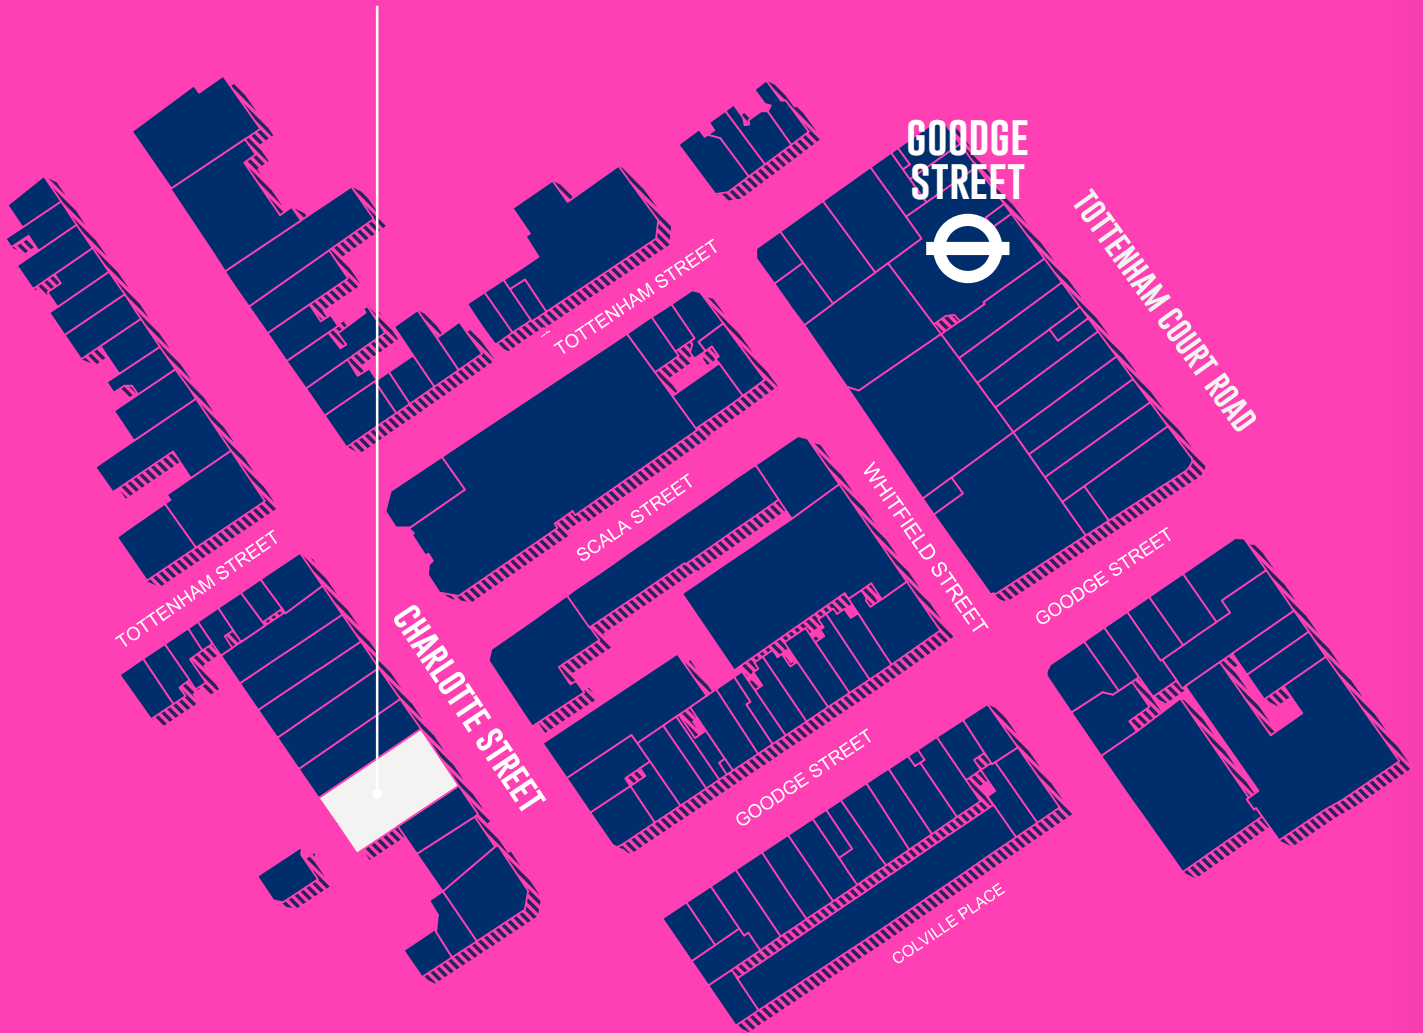 GOODGE
STREET
TOTTENHAM COURT ROAD
TOTTENHAM STREET
SCALA STREET
WHITFIELD STREET
TOTTENHAM STREET
GOODGE STREET
CHARLOTTE STREET
GOODGE STREET
COLVILLE PLACE